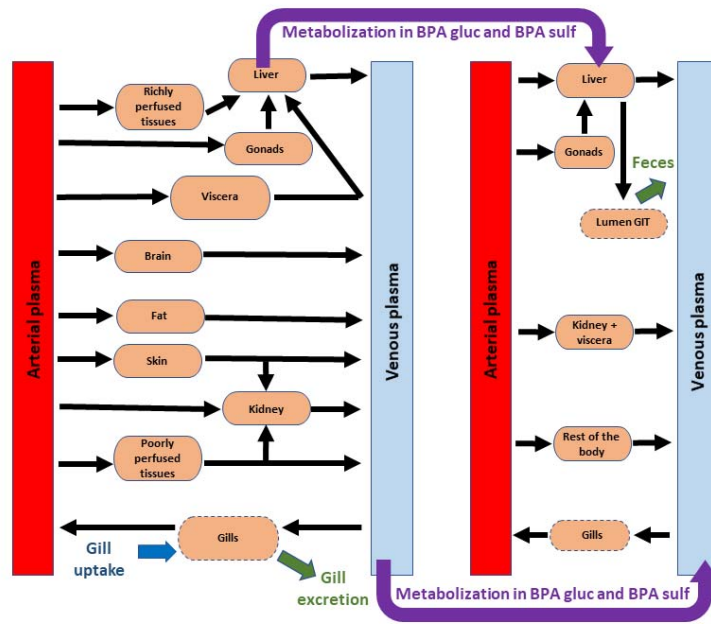 Metabolization in BPA gluc and BPA sulf
Liver
Richly
perfused
tissues
Gonads
Viscera
Brain
Fat
Skin
Kidney
Poorly
perfused
tissues
Gills
Gill
uptake
Gill
excretion
Arterial plasma
Venous plasma
Liver
Gonads
Feces
Lumen GIT
Kidney +
viscera
Rest of the
body
Gills
Arterial plasma
Venous plasma
Metabolization in BPA gluc and BPA sulf